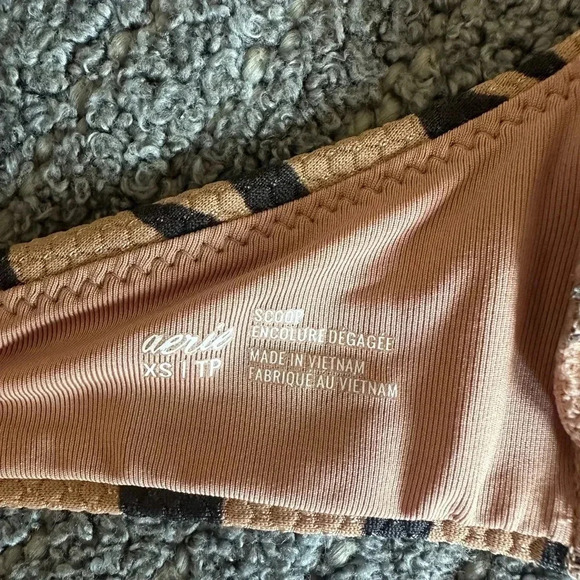 aerie
XS | TP
SCOOP
ENCOLURE DÉGAGÉE
MADE IN VIETNAM
FABRIQUÉ AU VIETNAM